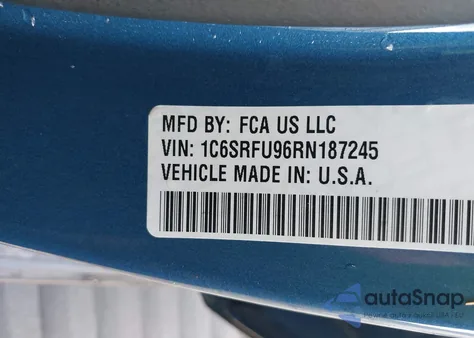 MFD BY: FCA US LLC
VIN: 1C6SRFU96RN187245
VEHICLE MADE IN: U.S.A.
autoSnap